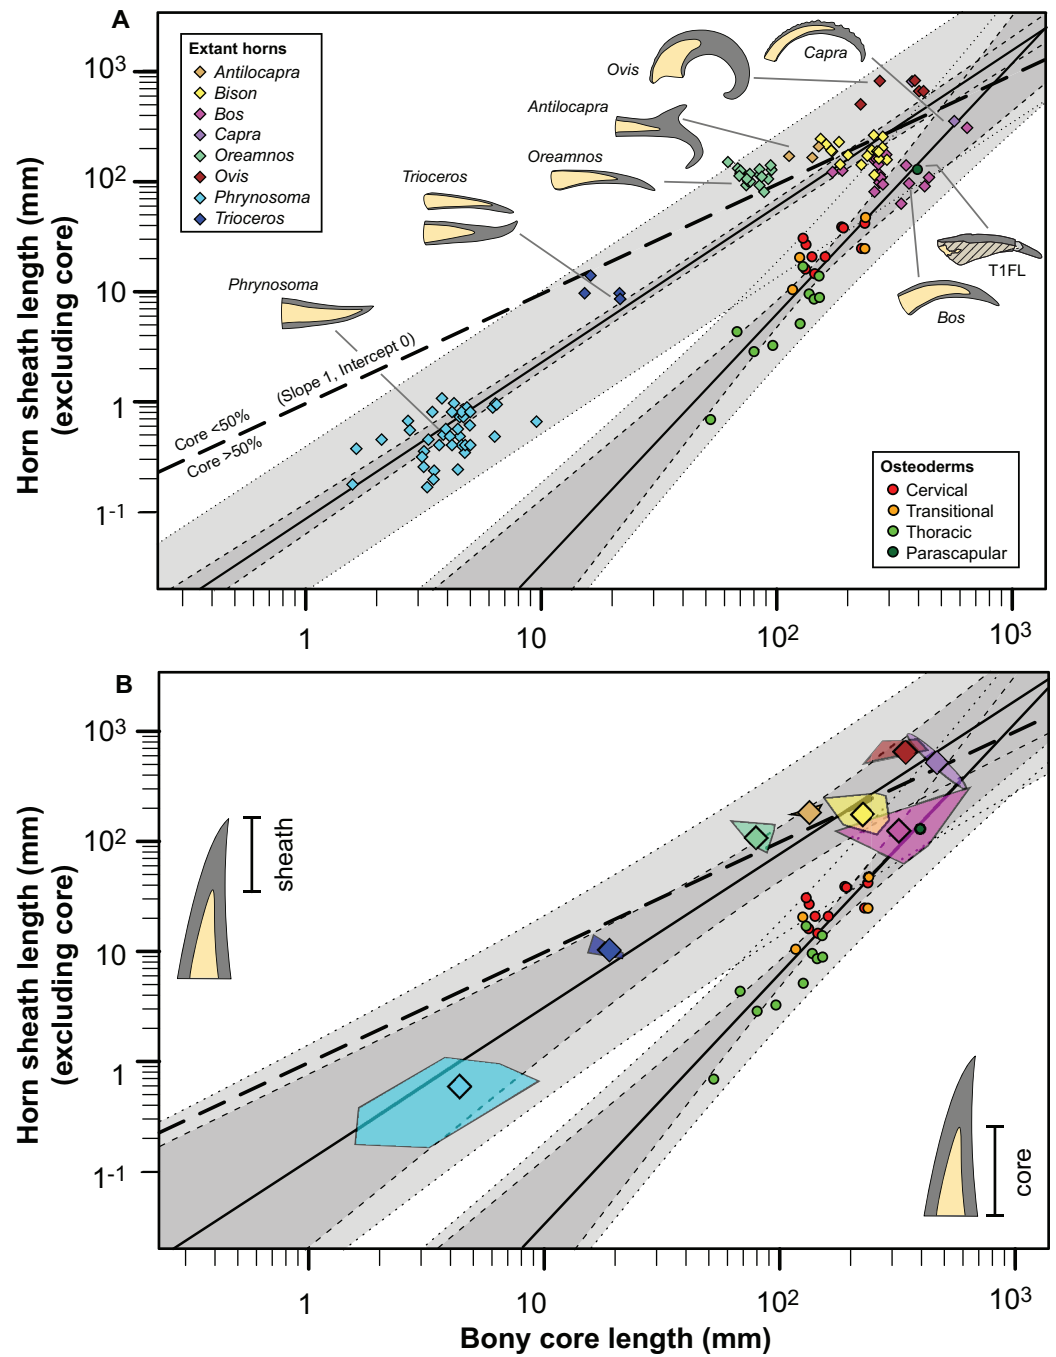 A
Extant horns
Antilocapra
Bison
Bos
Capra
Oreamnos
Ovis
Phrynosoma
Trioceros
Ovis
Capra
Antilocapra
Oreamnos
Trioceros
Phrynosoma
T1FL
Bos
(Slope 1, Intercept 0)
Core <50%
Core >50%
Osteoderms
Cervical
Transitional
Thoracic
Parascapular
Horn sheath length (mm)
(excluding core)
10³
10²
10
1
1⁻¹
1
10
10²
10³
B
sheath
core
Horn sheath length (mm)
(excluding core)
10³
10²
10
1
1⁻¹
1
10
10²
10³
Bony core length (mm)